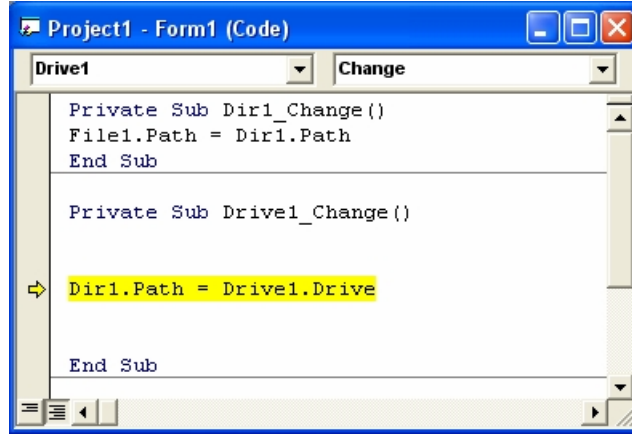 Project1 - Form1 (Code)
Drive1 Change
Private Sub Dir1_Change()
File1.Path = Dir1.Path
End Sub
Private Sub Drive1_Change()
Dir1.Path = Drive1.Drive
End Sub